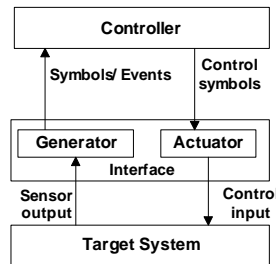 Controller
Symbols/ Events
Control
symbols
Generator
Actuator
Interface
Sensor
output
Control
input
Target System